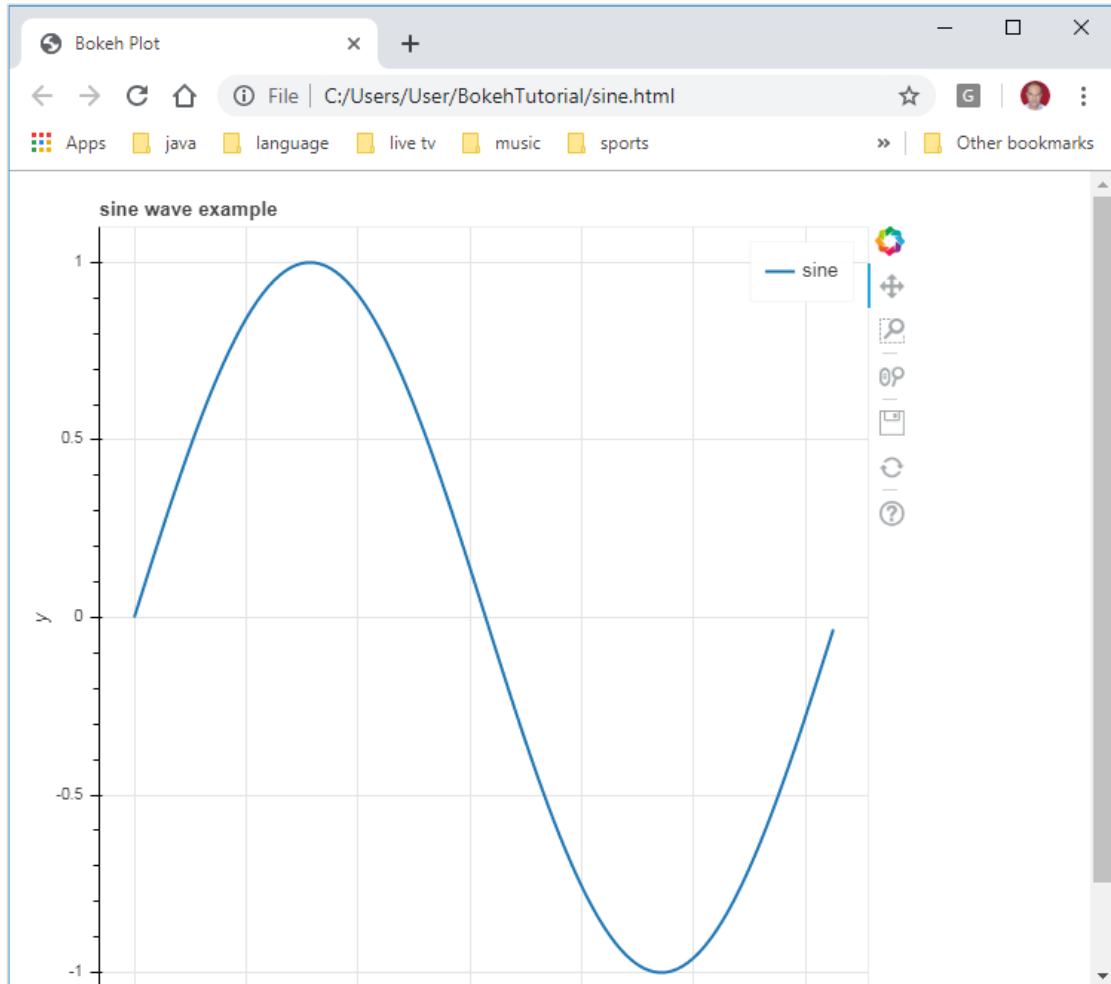 Bokeh Plot
File | C:/Users/User/BokehTutorial/sine.html
G
Apps java language live tv music sports » Other bookmarks
sine wave example
sine
1
0.5
0
y
-0.5
-1